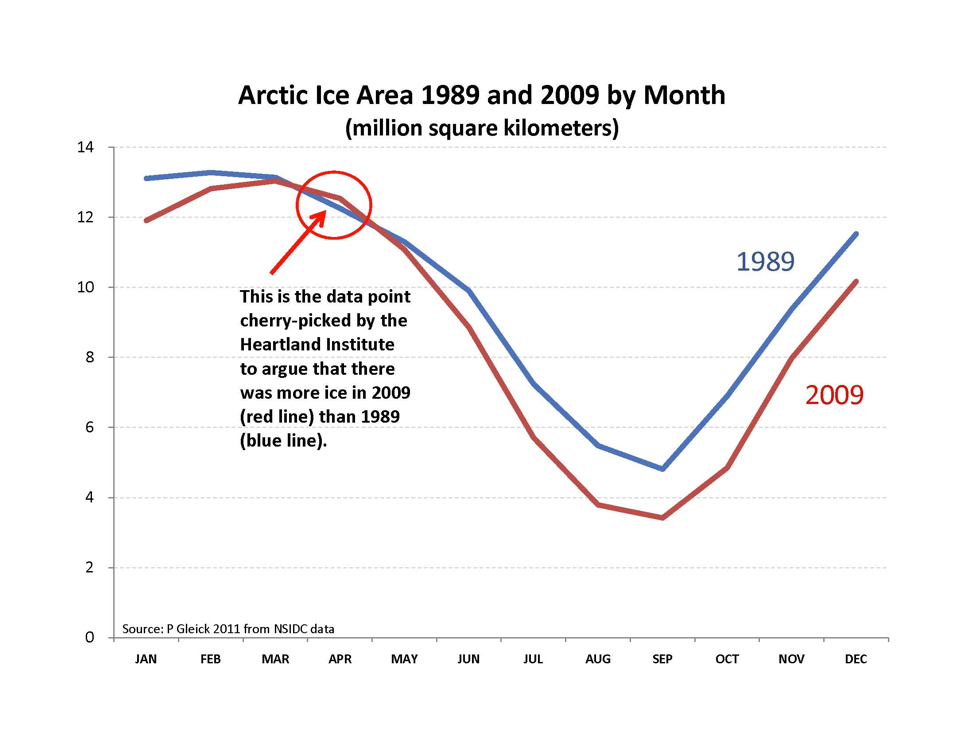 Arctic Ice Area 1989 and 2009 by Month
(million square kilometers)
14
12
10
8
6
4
2
0
1989
2009
This is the data point
cherry-picked by the
Heartland Institute
to argue that there
was more ice in 2009
(red line) than 1989
(blue line).
Source: P Gleick 2011 from NSIDC data
JAN FEB MAR APR MAY JUN JUL AUG SEP OCT NOV DEC